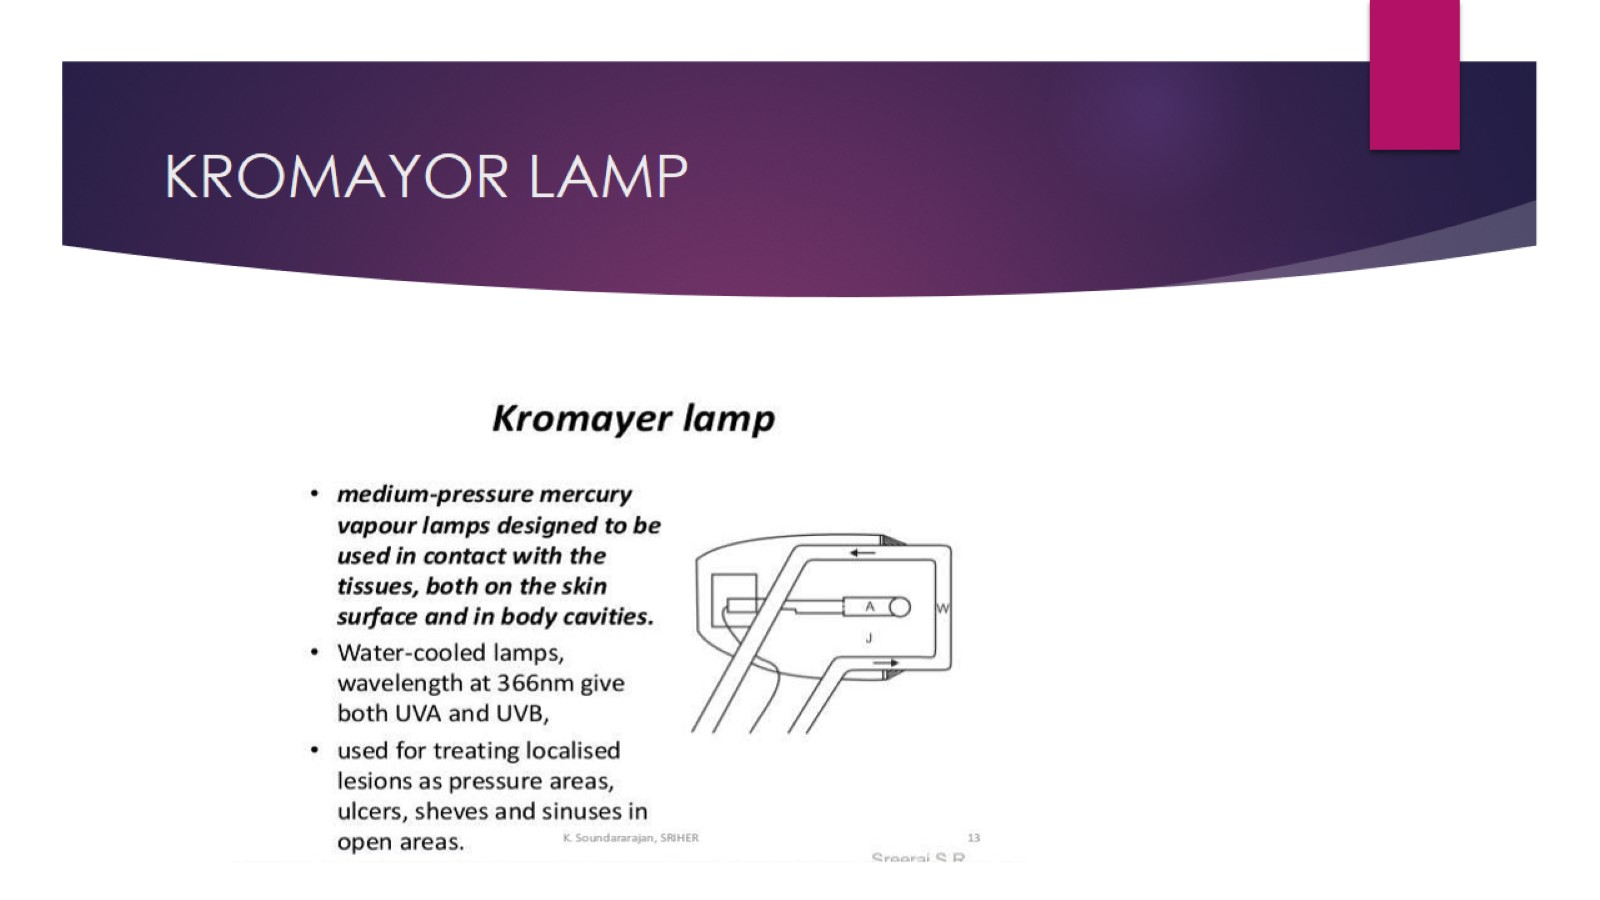 KROMAYOR LAMP
Kromayer lamp
• medium-pressure mercury
vapour lamps designed to be
used in contact with the
tissues, both on the skin
surface and in body cavities.
• Water-cooled lamps,
wavelength at 366nm give
both UVA and UVB,
• used for treating localised
lesions as pressure areas,
ulcers, sheves and sinuses in
open areas.
A
W
J
K. Soundararajan, SRIHER
13
Sreeraj S R